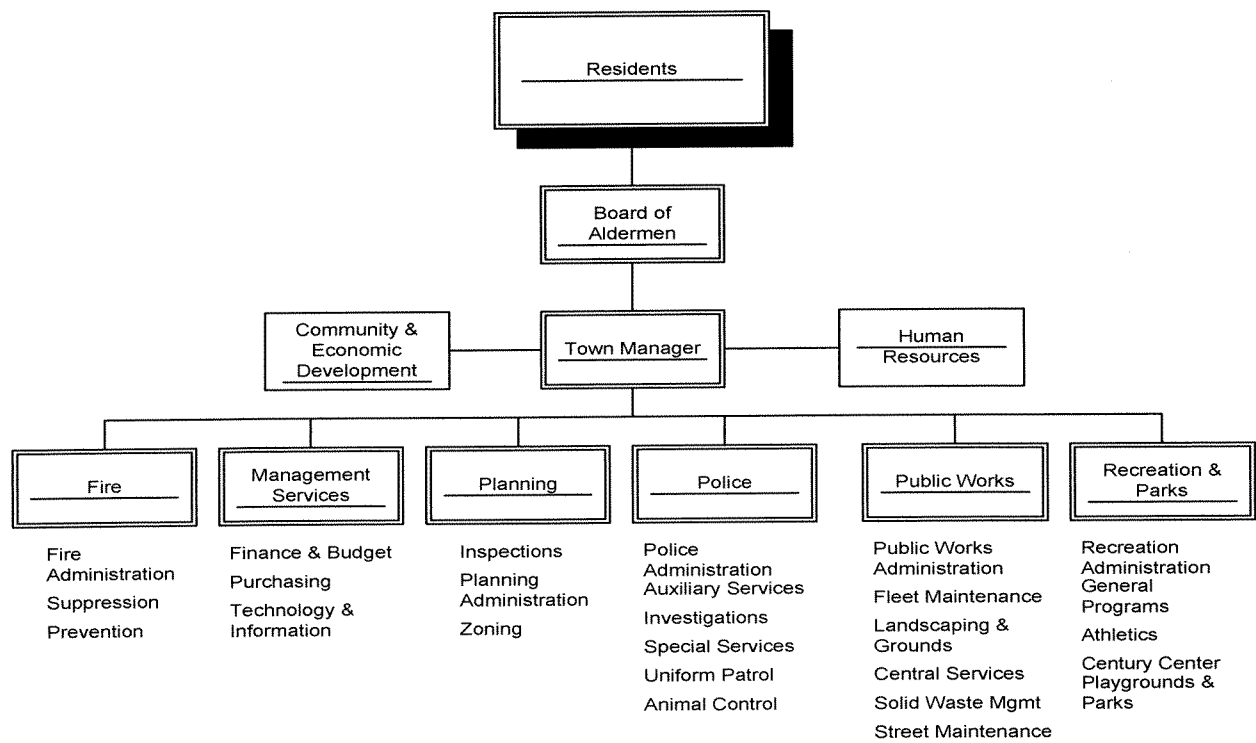 Residents
Board of
Aldermen
Community &
Economic
Development
Town Manager
Human
Resources
Fire
Management
Services
Planning
Police
Public Works
Recreation &
Parks
Fire
Administration
Suppression
Prevention
Finance & Budget
Purchasing
Technology &
Information
Inspections
Planning
Administration
Zoning
Police
Administration
Auxiliary Services
Investigations
Special Services
Uniform Patrol
Animal Control
Public Works
Administration
Fleet Maintenance
Landscaping &
Grounds
Central Services
Solid Waste Mgmt
Street Maintenance
Recreation
Administration
General
Programs
Athletics
Century Center
Playgrounds &
Parks